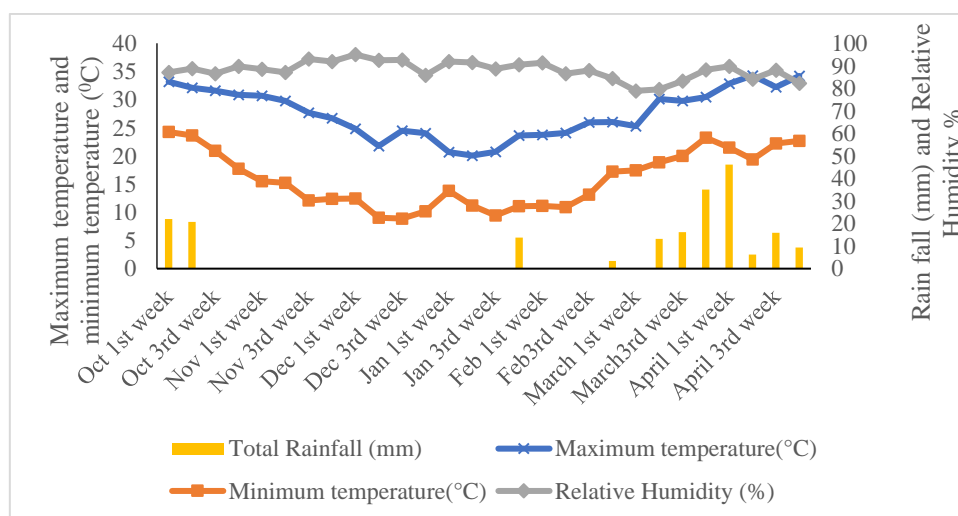 Maximum temperature and
minimum temperature (⁰C)
40
35
30
25
20
15
10
5
0
100
90
80
70
60
50
40
30
20
10
0
Rain fall (mm) and Relative
Humidity %
Oct 1st week
Oct 3rd week
Nov 1st week
Nov 3rd week
Dec 1st week
Dec 3rd week
Jan 1st week
Jan 3rd week
Feb 1st week
Feb3rd week
March 1st week
March3rd week
April 1st week
April 3rd week
Total Rainfall (mm)
Maximum temperature(°C)
Minimum temperature(°C)
Relative Humidity (%)